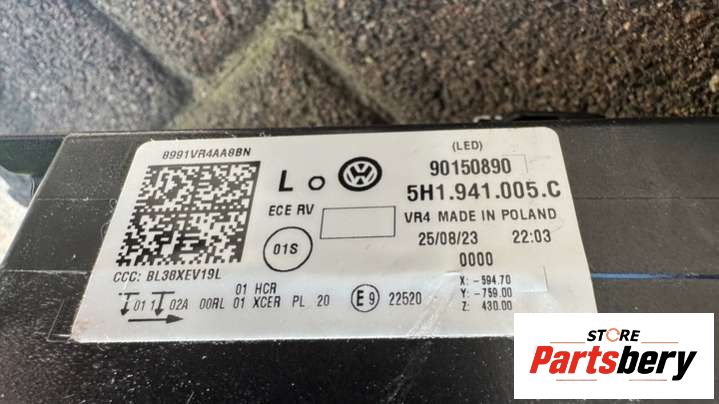 8991VR4AA8BN
(LED)
L
90150890
5H1.941.005.C
ECE RV
VR4 MADE IN POLAND
01S
25/08/23 22:03
0000
CCC: BL38XEV19L
X: -594.70
Y: -759.00
Z: 430.00
01 HCR
01 1 02A 00RL 01 XCER PL 20 E9 22520
STORE
Partsbery